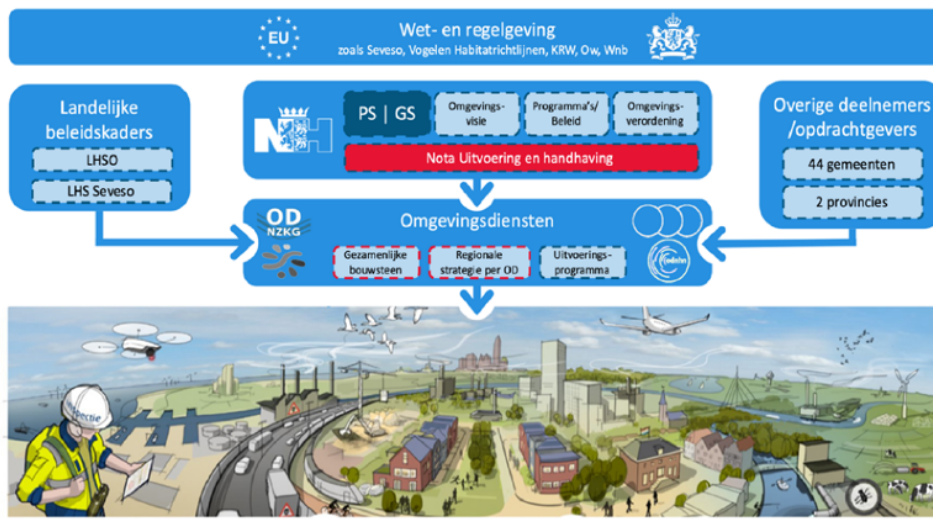 EU
Wet- en regelgeving
zoals Seveso, Vogelen Habitatrichtlijnen, KRW, Ow, Wnb
Landelijke
beleidskaders
LHSO
LHS Seveso
NH
PS | GS
Omgevings-
visie
Programma's/
Beleid
Omgevings-
verordening
Nota Uitvoering en handhaving
Overige deelnemers
/opdrachtgevers
44 gemeenten
2 provincies
OD
NZKG
Omgevingsdiensten
Gezamenlijke
bouwsteen
Regionale
strategie per OD
Uitvoerings-
programma